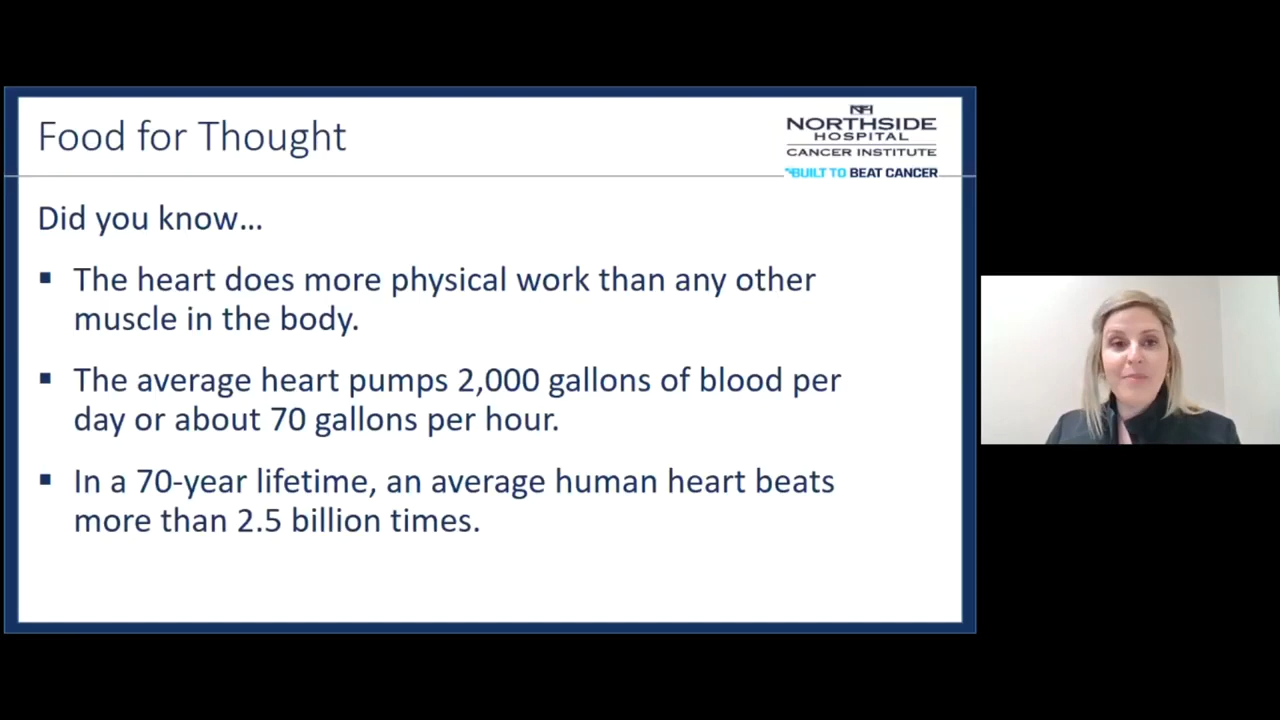 Food for Thought
NH
NORTHSIDE
HOSPITAL
CANCER INSTITUTE
BUILT TO BEAT CANCER
Did you know…
▪ The heart does more physical work than any other
muscle in the body.
▪ The average heart pumps 2,000 gallons of blood per
day or about 70 gallons per hour.
▪ In a 70-year lifetime, an average human heart beats
more than 2.5 billion times.